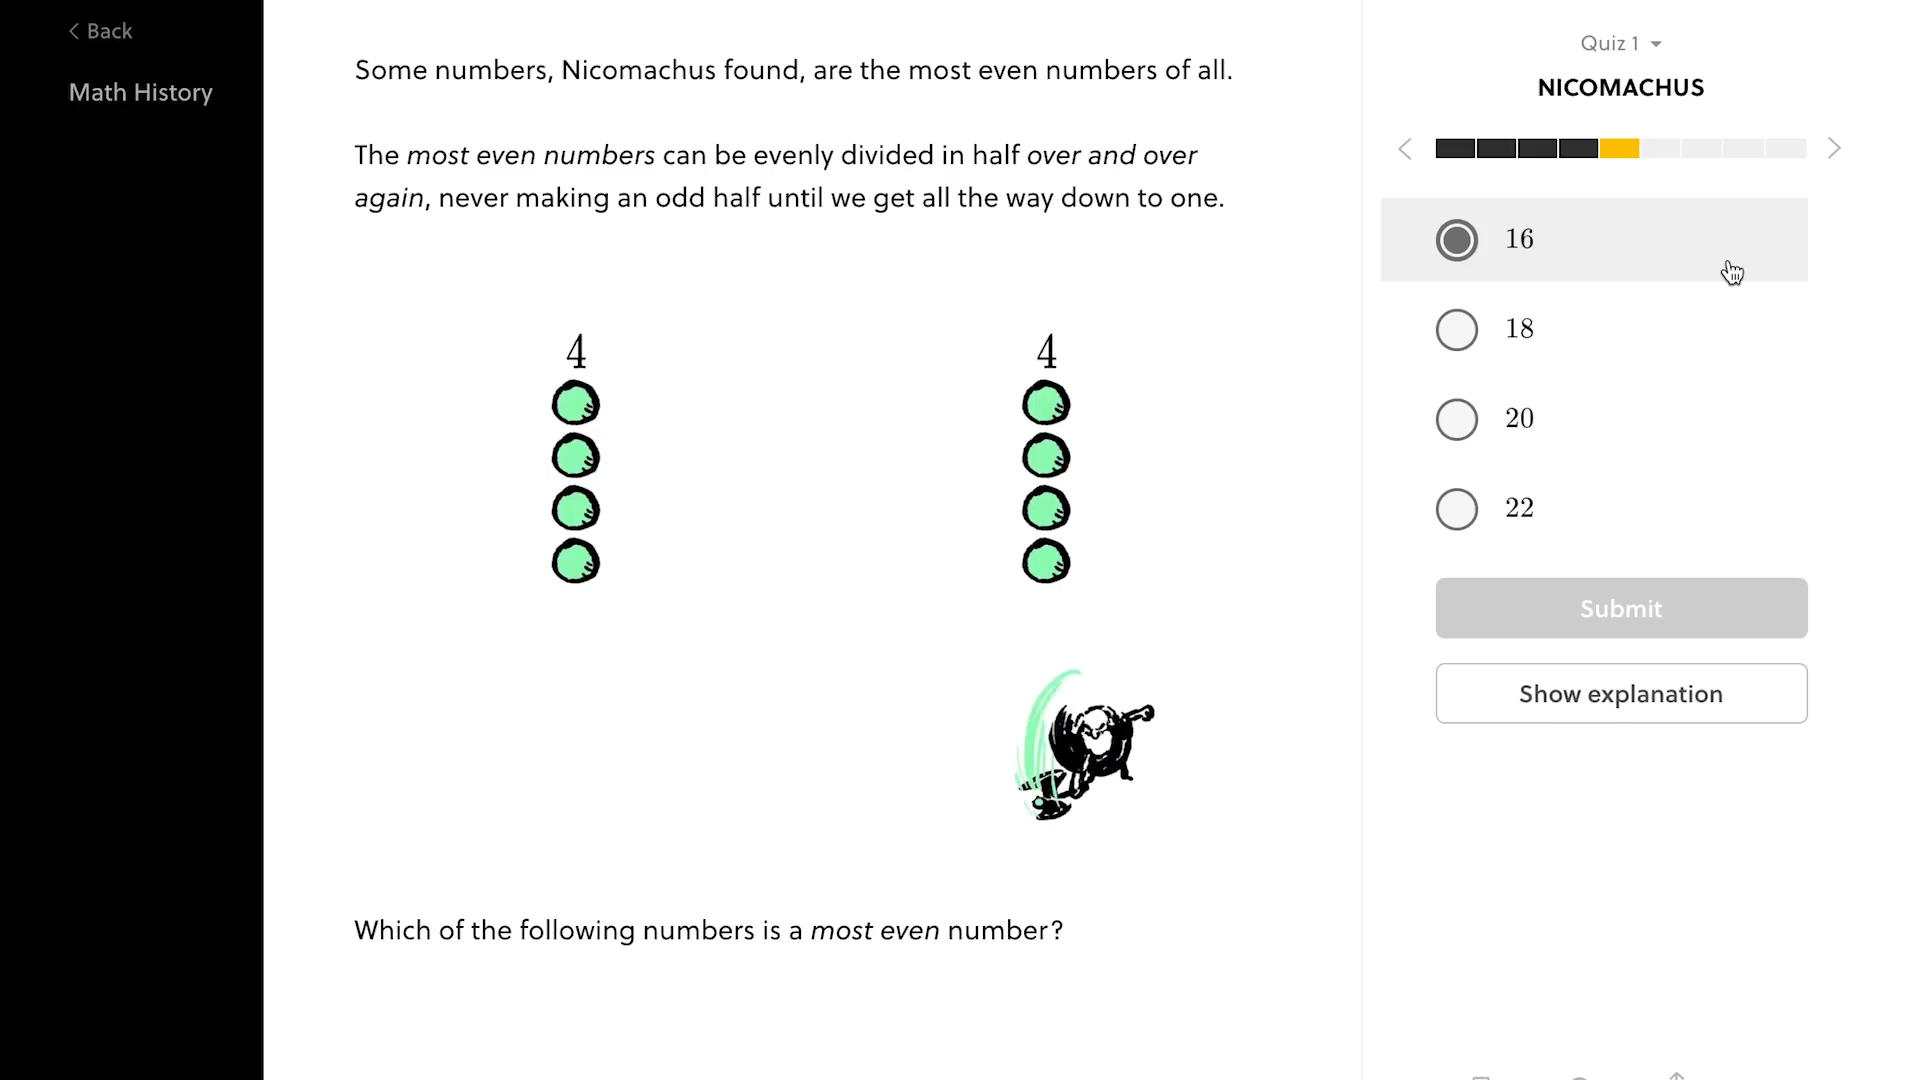 Back
Math History
Some numbers, Nicomachus found, are the most even numbers of all.
The most even numbers can be evenly divided in half over and over
again, never making an odd half until we get all the way down to one.
4 4
Which of the following numbers is a most even number?
Quiz 1
NICOMACHUS
16
18
20
22
Submit
Show explanation